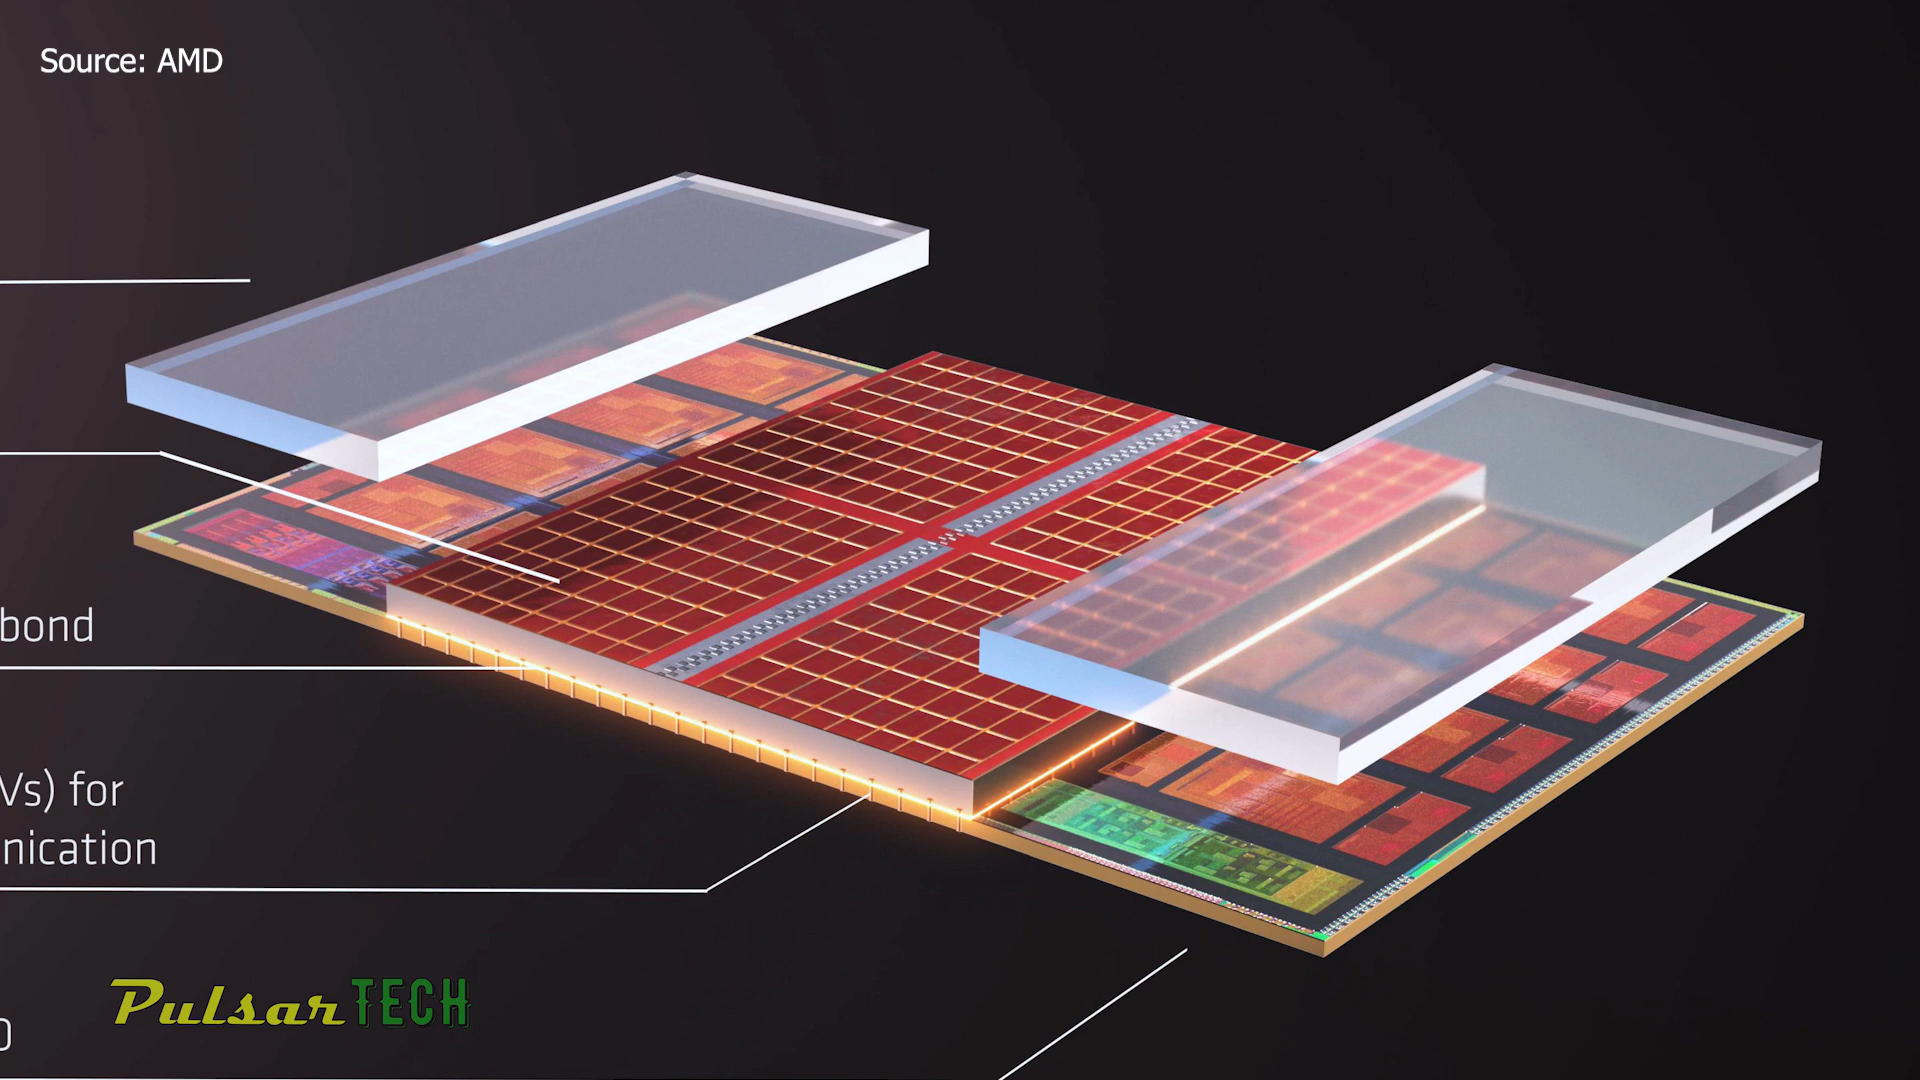 Source: AMD
bond
Vs) for
nication
PulsarTECH